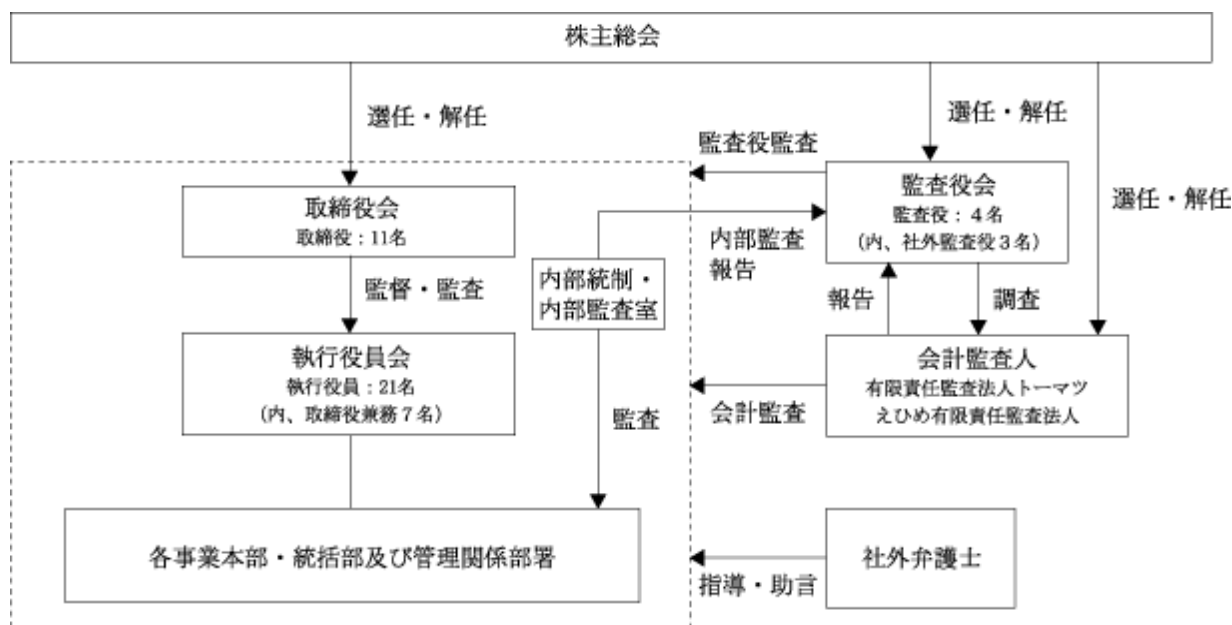 株主総会
選任・解任
選任・解任
選任・解任
監査役監査
取締役会
取締役：11名
監査役会
監査役：４名
（内、社外監査役３名）
内部監査
報告
監督・監査
内部統制・
内部監査室
報告
調査
執行役員会
執行役員：21名
（内、取締役兼務７名）
監査
会計監査
会計監査人
有限責任監査法人トーマツ
えひめ有限責任監査法人
各事業本部・統括部及び管理関係部署
指導・助言
社外弁護士